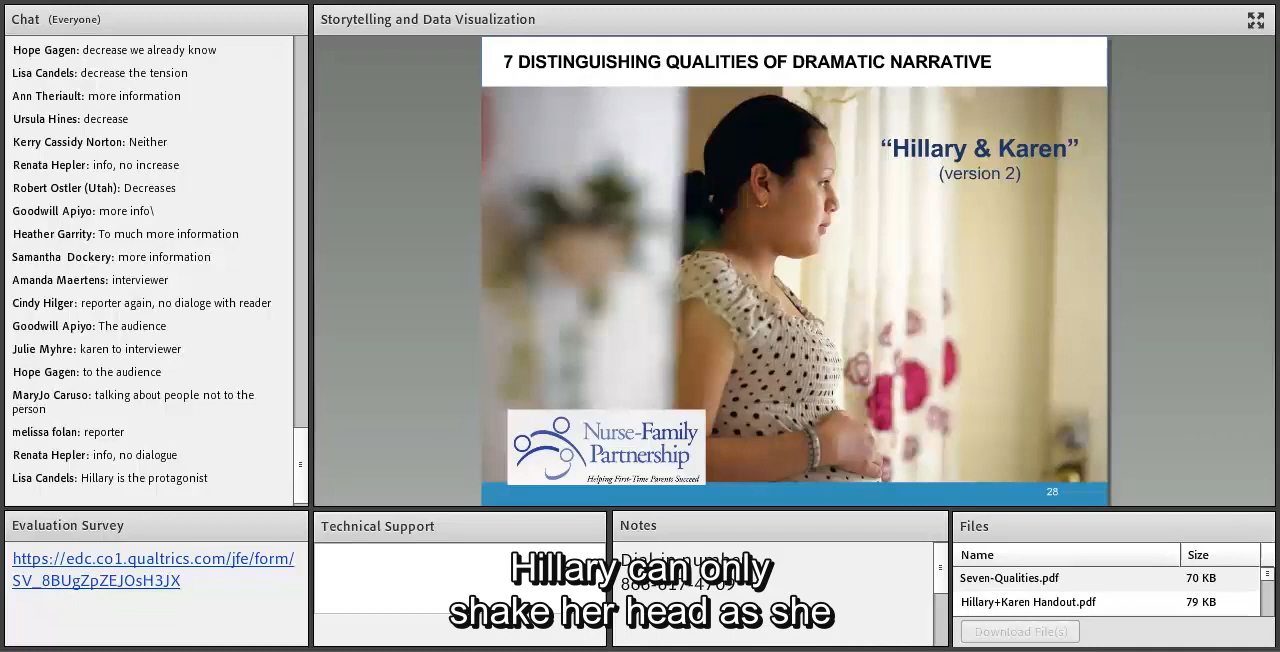 Chat (Everyone)
Hope Gagen: decrease we already know
Lisa Candels: decrease the tension
Ann Theriault: more information
Ursula Hines: decrease
Kerry Cassidy Norton: Neither
Renata Hepler: info, no increase
Robert Ostler (Utah): Decreases
Goodwill Apiyo: more info\
Heather Garrity: To much more information
Samantha Dockery: more information
Amanda Maertens: interviewer
Cindy Hilger: reporter again, no dialoge with reader
Goodwill Apiyo: The audience
Julie Myhre: karen to interviewer
Hope Gagen: to the audience
MaryJo Caruso: talking about people not to the
person
melissa folan: reporter
Renata Hepler: info, no dialogue
Lisa Candels: Hillary is the protagonist
Storytelling and Data Visualization
7 DISTINGUISHING QUALITIES OF DRAMATIC NARRATIVE
“Hillary & Karen”
(version 2)
Nurse-Family
Partnership
Helping First-Time Parents Succeed
28
Evaluation Survey
https://edc.co1.qualtrics.com/jfe/form/
SV_8BUgZpZEJOsH3JX
Technical Support
Notes
Dial-in number
Files
Name Size
Seven-Qualities.pdf 70 KB
Hillary+Karen Handout.pdf 79 KB
Download File(s)
Hillary can only
shake her head as she